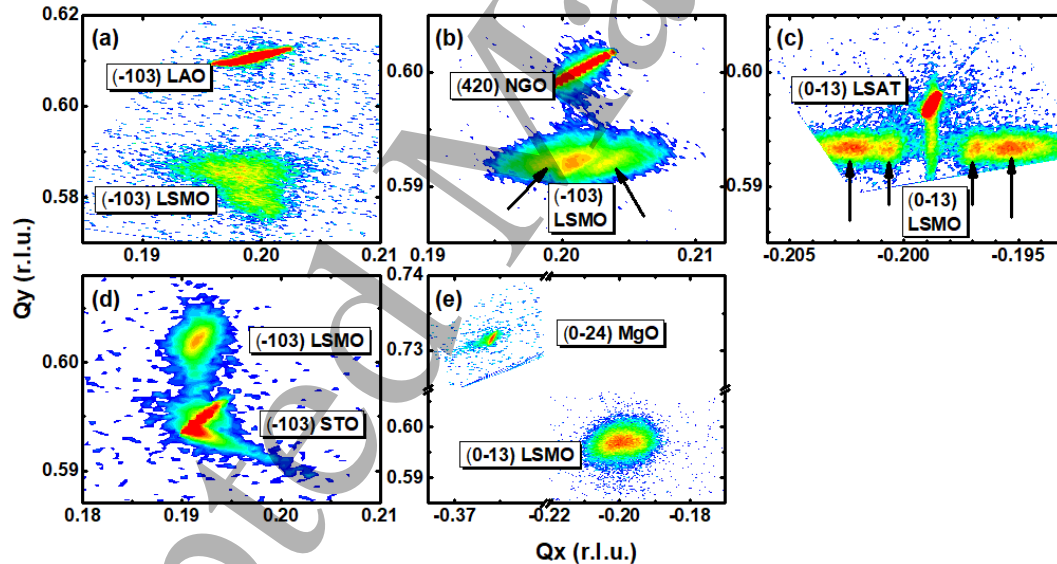 (a)
(b)
(c)
(d)
(e)
0.62
0.60
0.58
0.19
0.20
0.21
(-103) LAO
(-103) LSMO
0.60
0.59
0.19
0.20
0.21
(420) NGO
(-103)
LSMO
0.60
0.59
-0.205
-0.200
-0.195
(0-13) LSAT
(0-13)
LSMO
Qy (r.l.u.)
0.60
0.59
0.18
0.19
0.20
0.21
(-103) LSMO
(-103) STO
0.74
0.73
0.60
0.59
-0.37
-0.22
-0.20
-0.18
(0-24) MgO
(0-13) LSMO
Qx (r.l.u.)